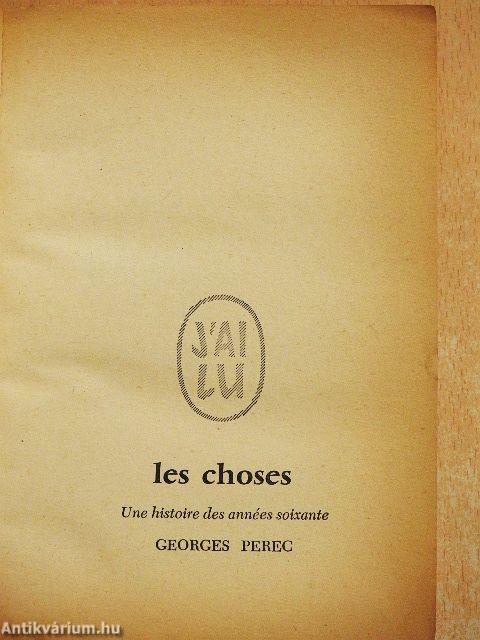 J'AI
LU
les choses
Une histoire des années soixante
GEORGES PEREC
Antikvárium.hu